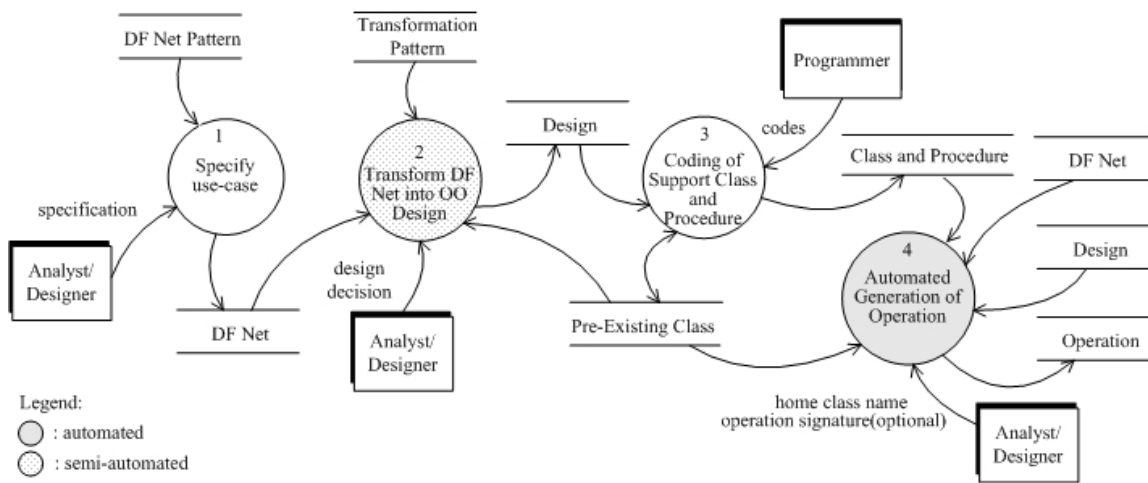 DF Net Pattern
Transformation
Pattern
Programmer
1
Specify
use-case
2
Transform DF
Net into OO
Design
Design
3
Coding of
Support Class
and
Procedure
codes
Class and Procedure
DF Net
specification
Analyst/
Designer
DF Net
design
decision
Analyst/
Designer
Pre-Existing Class
4
Automated
Generation of
Operation
Design
Operation
home class name
operation signature(optional)
Analyst/
Designer
Legend:
: automated
: semi-automated